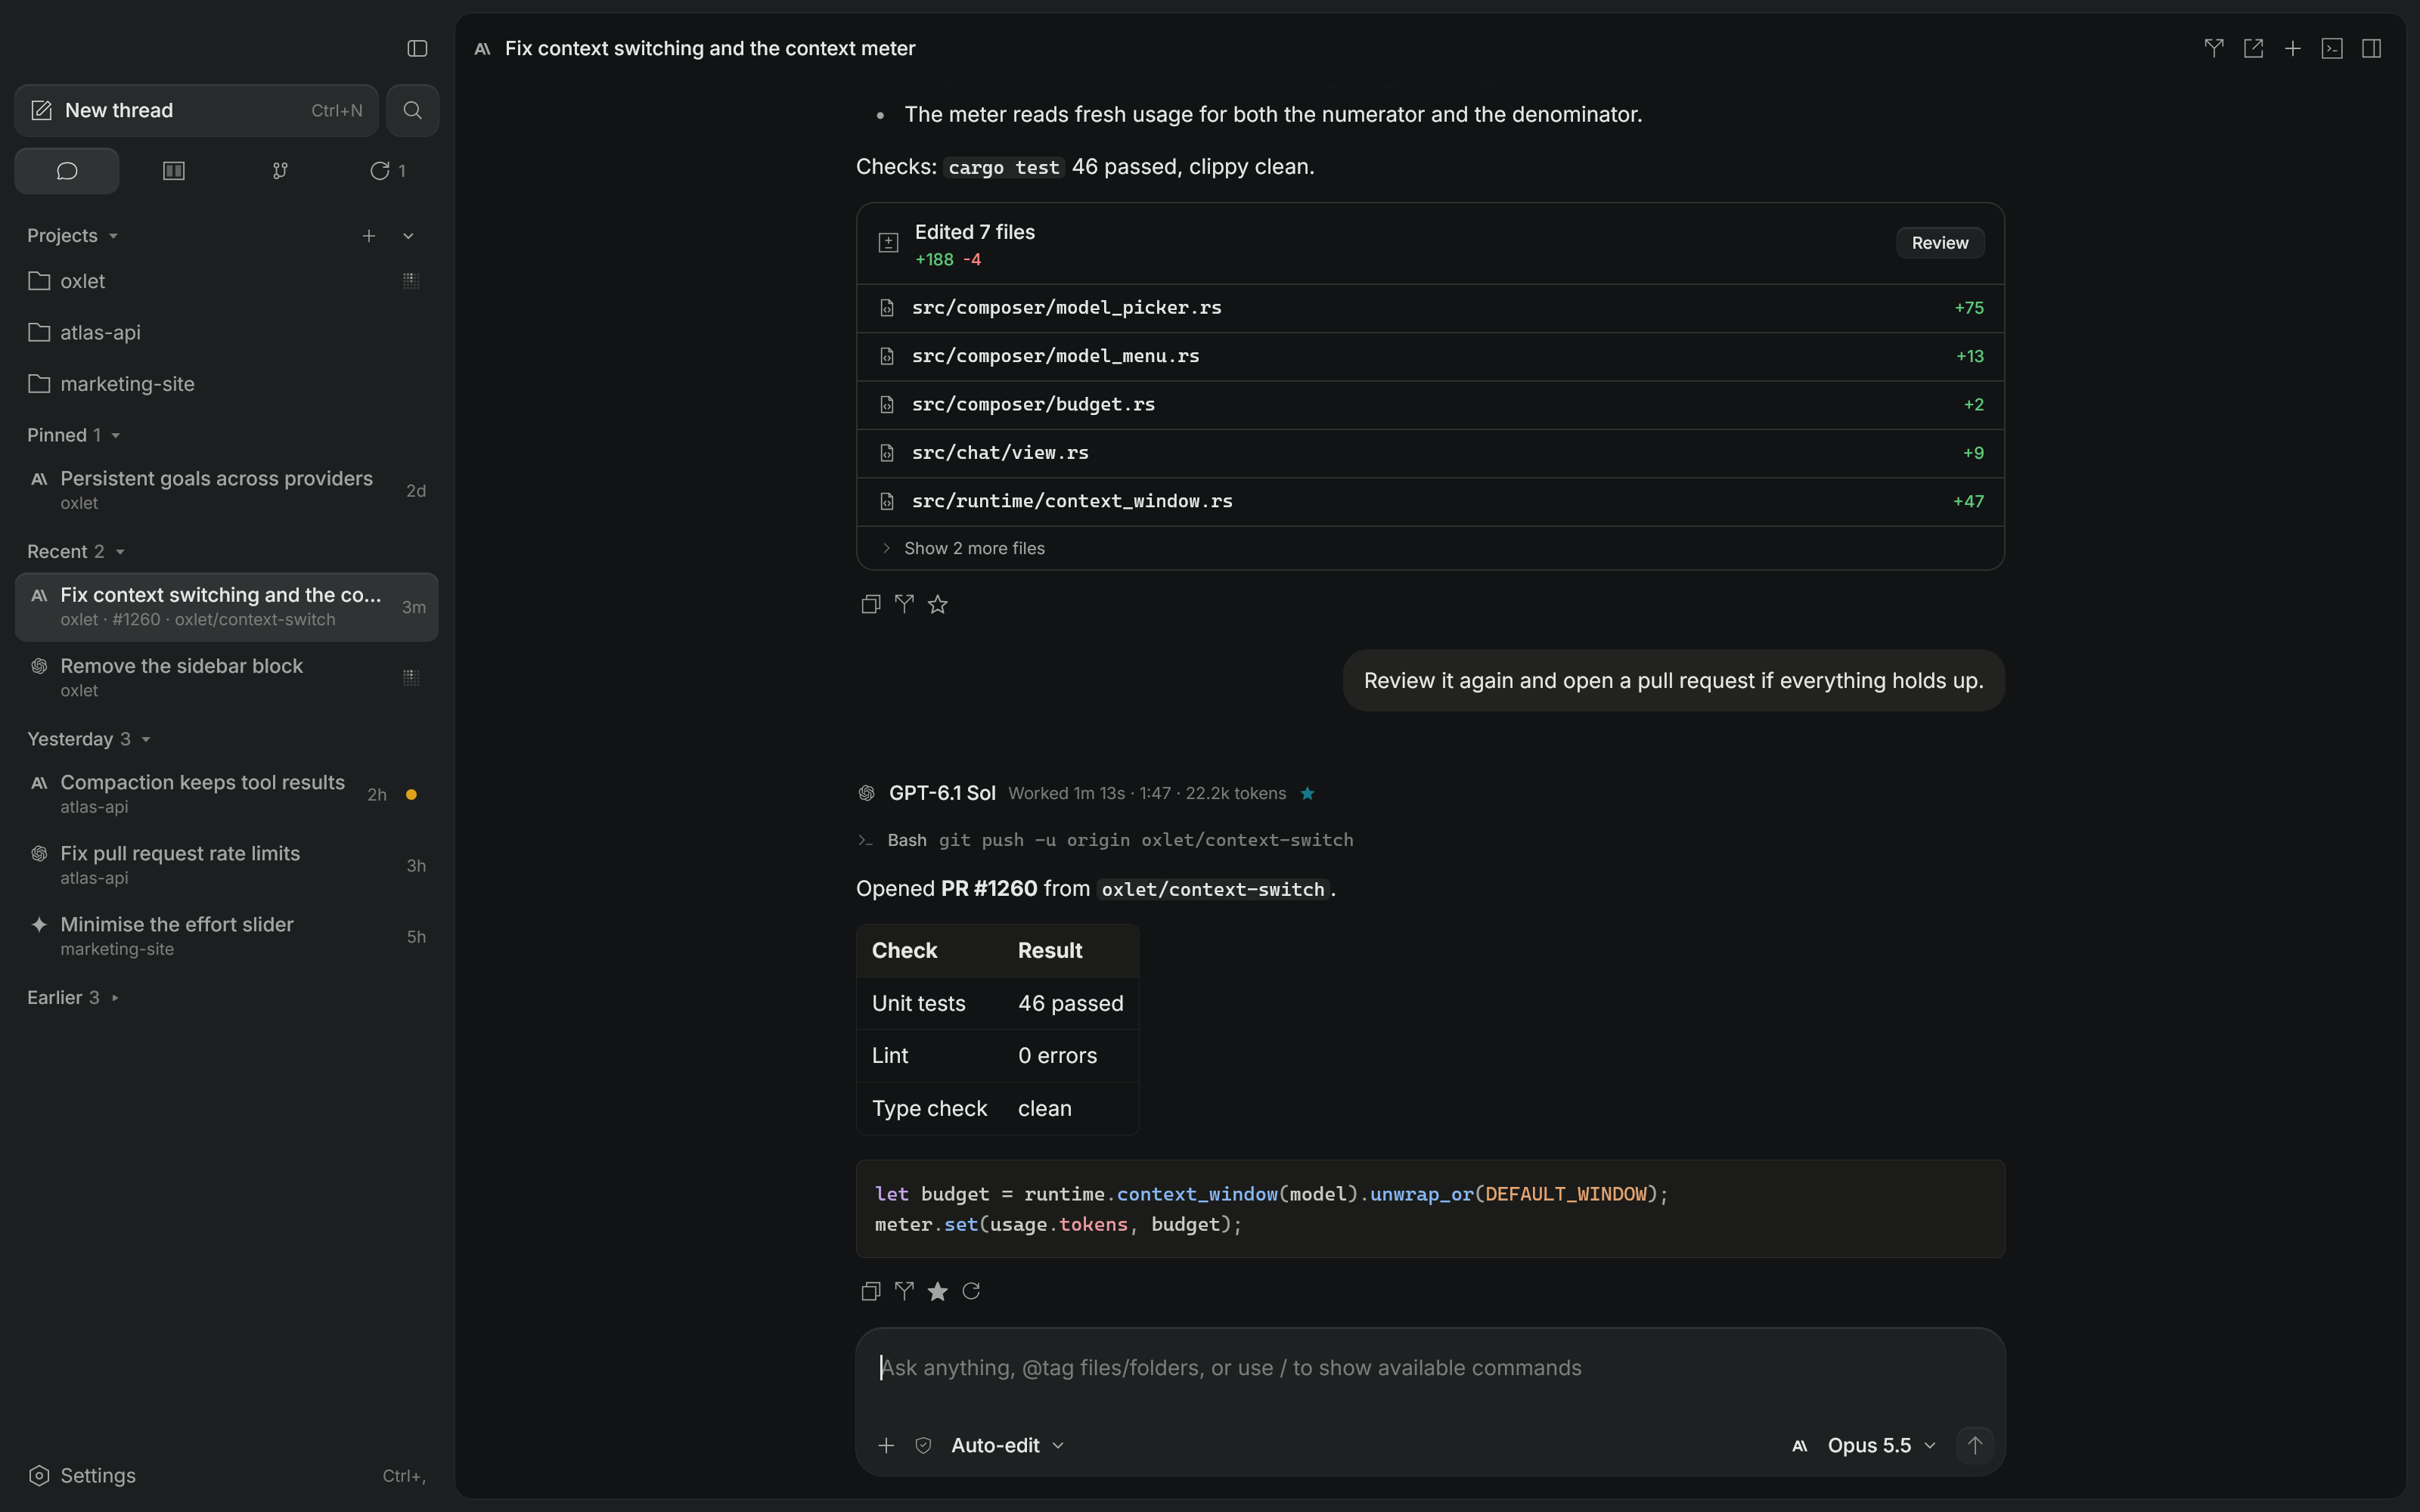 New thread Ctrl+N
1
Projects
oxlet
atlas-api
marketing-site
Pinned 1
Persistent goals across providers
oxlet
2d
Recent 2
Fix context switching and the co...
oxlet · #1260 · oxlet/context-switch
3m
Remove the sidebar block
oxlet
Yesterday 3
Compaction keeps tool results
atlas-api
2h
Fix pull request rate limits
atlas-api
3h
Minimise the effort slider
marketing-site
5h
Earlier 3
Settings Ctrl+,
Fix context switching and the context meter
• The meter reads fresh usage for both the numerator and the denominator.
Checks: cargo test 46 passed, clippy clean.
Edited 7 files
+188 -4
Review
src/composer/model_picker.rs +75
src/composer/model_menu.rs +13
src/composer/budget.rs +2
src/chat/view.rs +9
src/runtime/context_window.rs +47
Show 2 more files
Review it again and open a pull request if everything holds up.
GPT-6.1 Sol Worked 1m 13s · 1:47 · 22.2k tokens
Bash git push -u origin oxlet/context-switch
Opened PR #1260 from oxlet/context-switch.
Check Result
Unit tests 46 passed
Lint 0 errors
Type check clean
let budget = runtime.context_window(model).unwrap_or(DEFAULT_WINDOW);
meter.set(usage.tokens, budget);
Ask anything, @tag files/folders, or use / to show available commands
Auto-edit
Opus 5.5